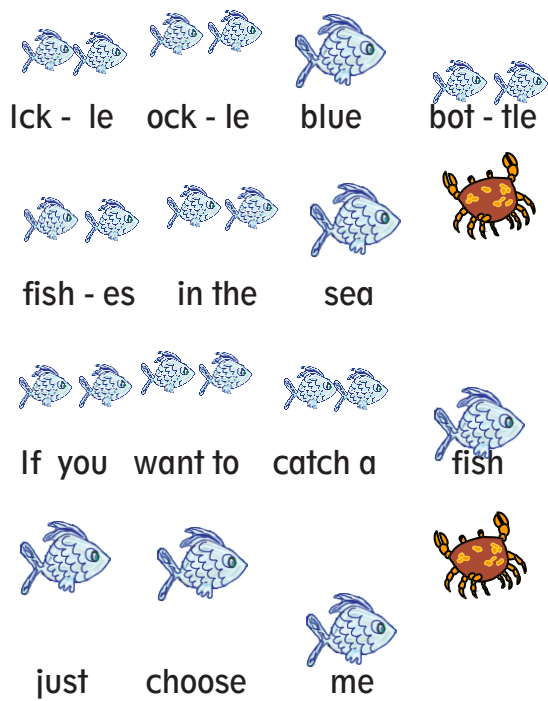 Ick - le ock - le blue bot - tle
fish - es in the sea
If you want to catch a fish
just choose me